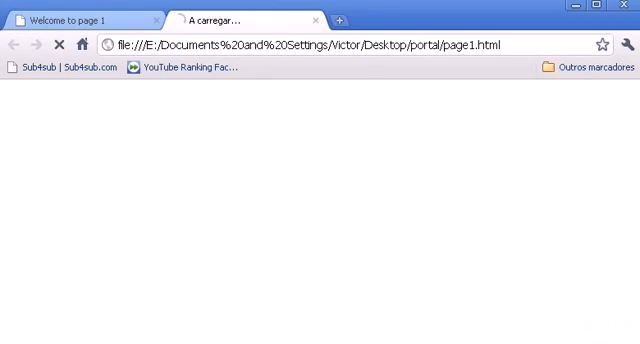 Welcome to page 1
A carregar...
file:///E:/Documents%20and%20Settings/Victor/Desktop/portal/page1.html
Sub4sub | Sub4sub.com
YouTube Ranking Fac...
Outros marcadores